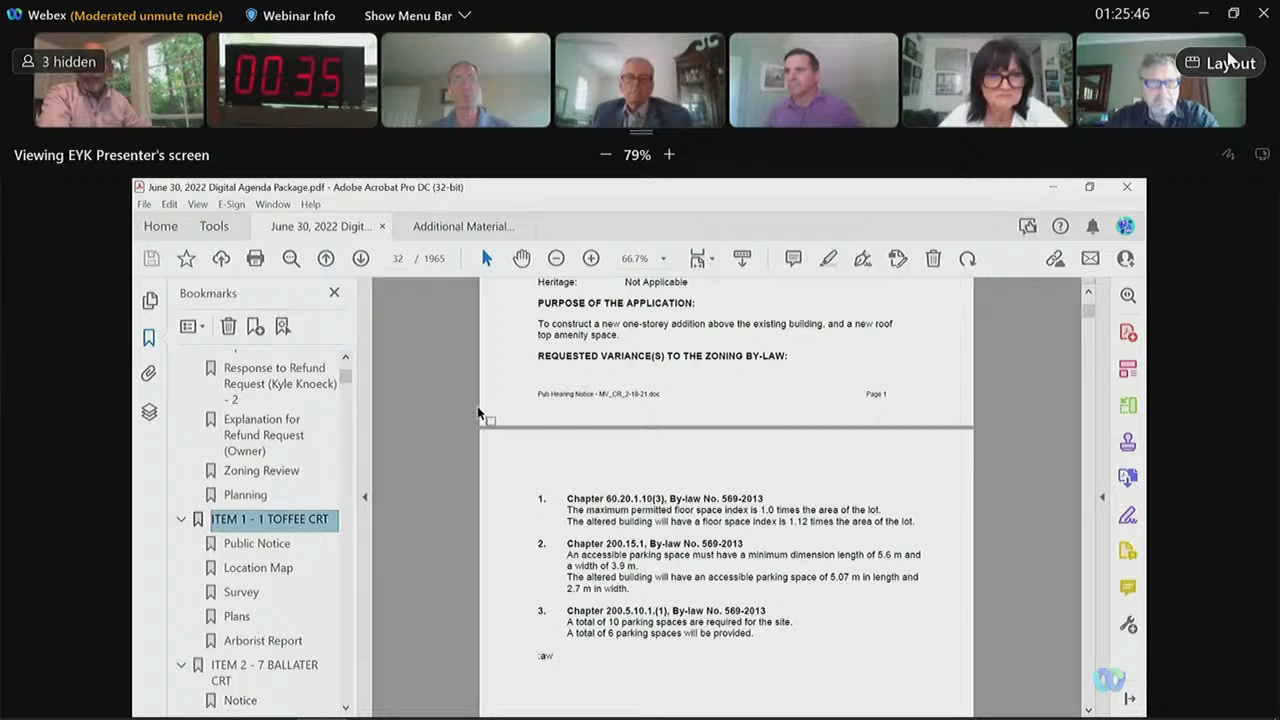 Webex (Moderated unmute mode) Webinar Info Show Menu Bar 01:25:46
3 hidden
00:35
Layout
Viewing EYK Presenter's screen
79%
June 30, 2022 Digital Agenda Package.pdf - Adobe Acrobat Pro DC (32-bit)
File Edit View E-Sign Window Help
Home Tools June 30, 2022 Digit... Additional Material...
32 / 1965 66.7%
Bookmarks
Response to Refund
Request (Kyle Knoeck)
- 2
Explanation for
Refund Request
(Owner)
Zoning Review
Planning
ITEM 1 - 1 TOFFEE CRT
Public Notice
Location Map
Survey
Plans
Arborist Report
ITEM 2 - 7 BALLATER
CRT
Notice
Heritage: Not Applicable
PURPOSE OF THE APPLICATION:
To construct a new one-storey addition above the existing building, and a new roof
top amenity space.
REQUESTED VARIANCE(S) TO THE ZONING BY-LAW:
Pub Hearing Notice - MV_CR_2-18-21.doc Page 1
1. Chapter 60.20.1.10(3), By-law No. 569-2013
The maximum permitted floor space index is 1.0 times the area of the lot.
The altered building will have a floor space index is 1.12 times the area of the lot.
2. Chapter 200.15.1, By-law No. 569-2013
An accessible parking space must have a minimum dimension length of 5.6 m and
a width of 3.9 m.
The altered building will have an accessible parking space of 5.07 m in length and
2.7 m in width.
3. Chapter 200.5.10.1.(1), By-law No. 569-2013
A total of 10 parking spaces are required for the site.
A total of 6 parking spaces will be provided.
:aw